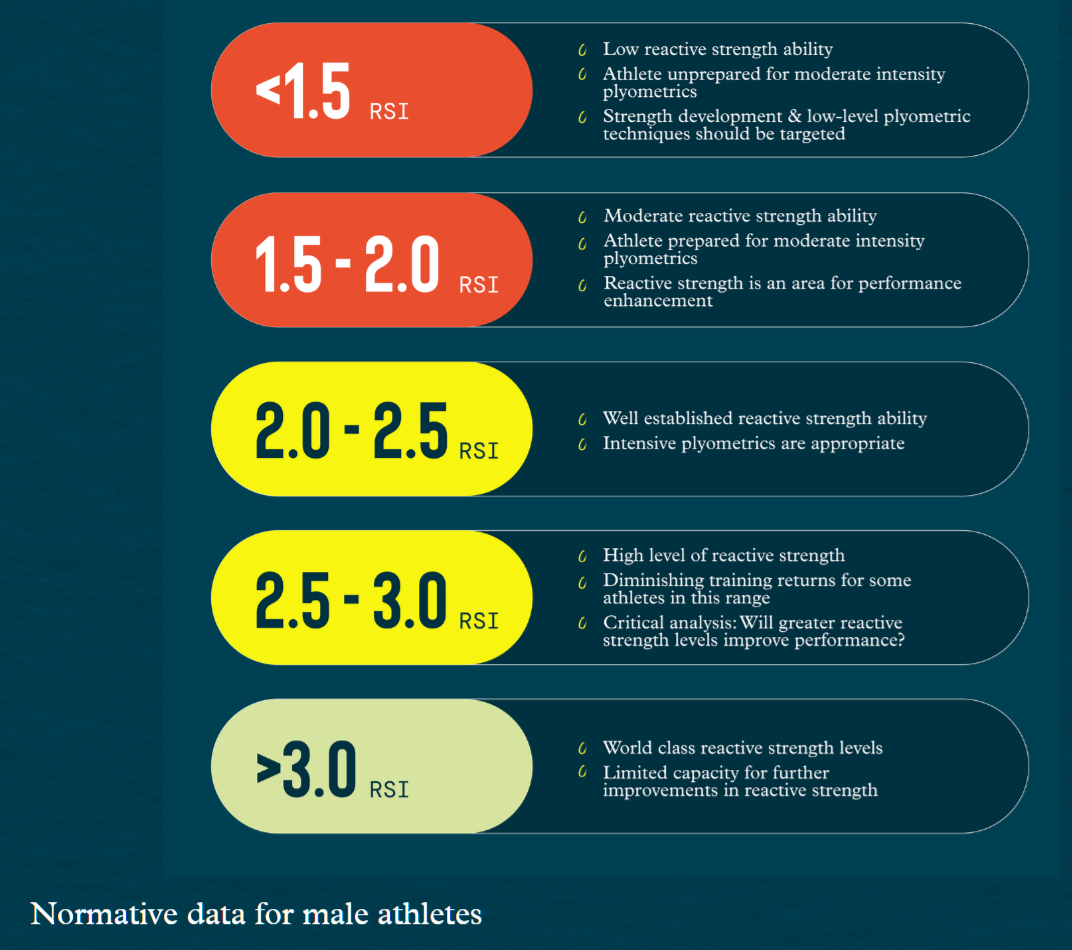 <1.5 RSI
Low reactive strength ability
Athlete unprepared for moderate intensity
plyometrics
Strength development & low-level plyometric
techniques should be targeted
1.5 - 2.0 RSI
Moderate reactive strength ability
Athlete prepared for moderate intensity
plyometrics
Reactive strength is an area for performance
enhancement
2.0 - 2.5 RSI
Well established reactive strength ability
Intensive plyometrics are appropriate
2.5 - 3.0 RSI
High level of reactive strength
Diminishing training returns for some
athletes in this range
Critical analysis: Will greater reactive
strength levels improve performance?
>3.0 RSI
World class reactive strength levels
Limited capacity for further
improvements in reactive strength
Normative data for male athletes